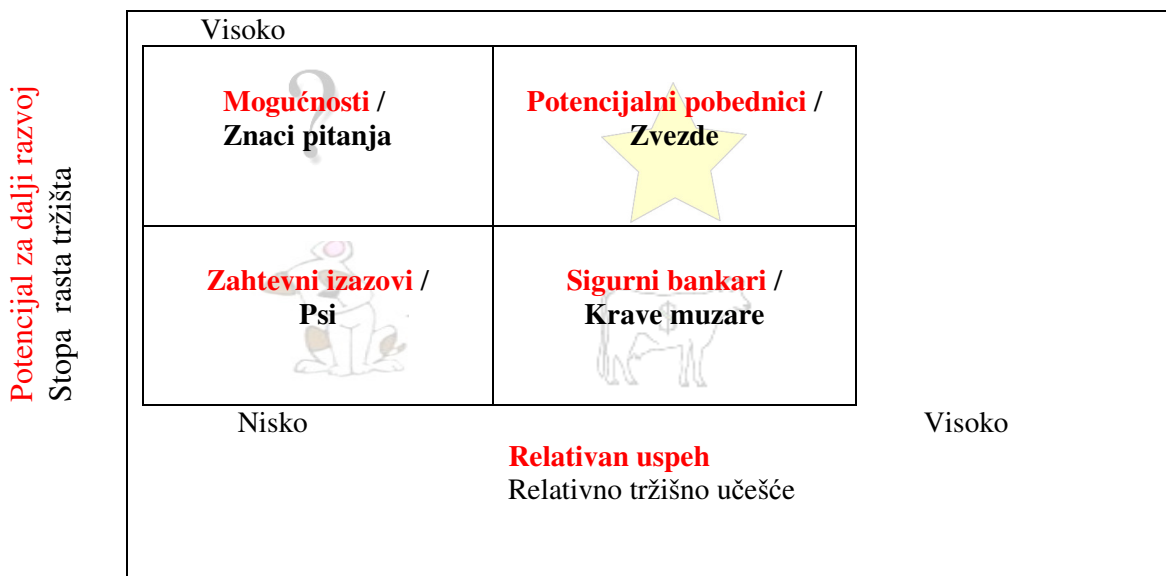 Visoko
Potencijal za dalji razvoj
Stopa rasta tržišta
?
Mogućnosti /
Znaci pitanja
Potencijalni pobednici /
Zvezde
Zahtevni izazovi /
Psi
Sigurni bankari /
Krave muzare
Nisko
Visoko
Relativan uspeh
Relativno tržišno učešće